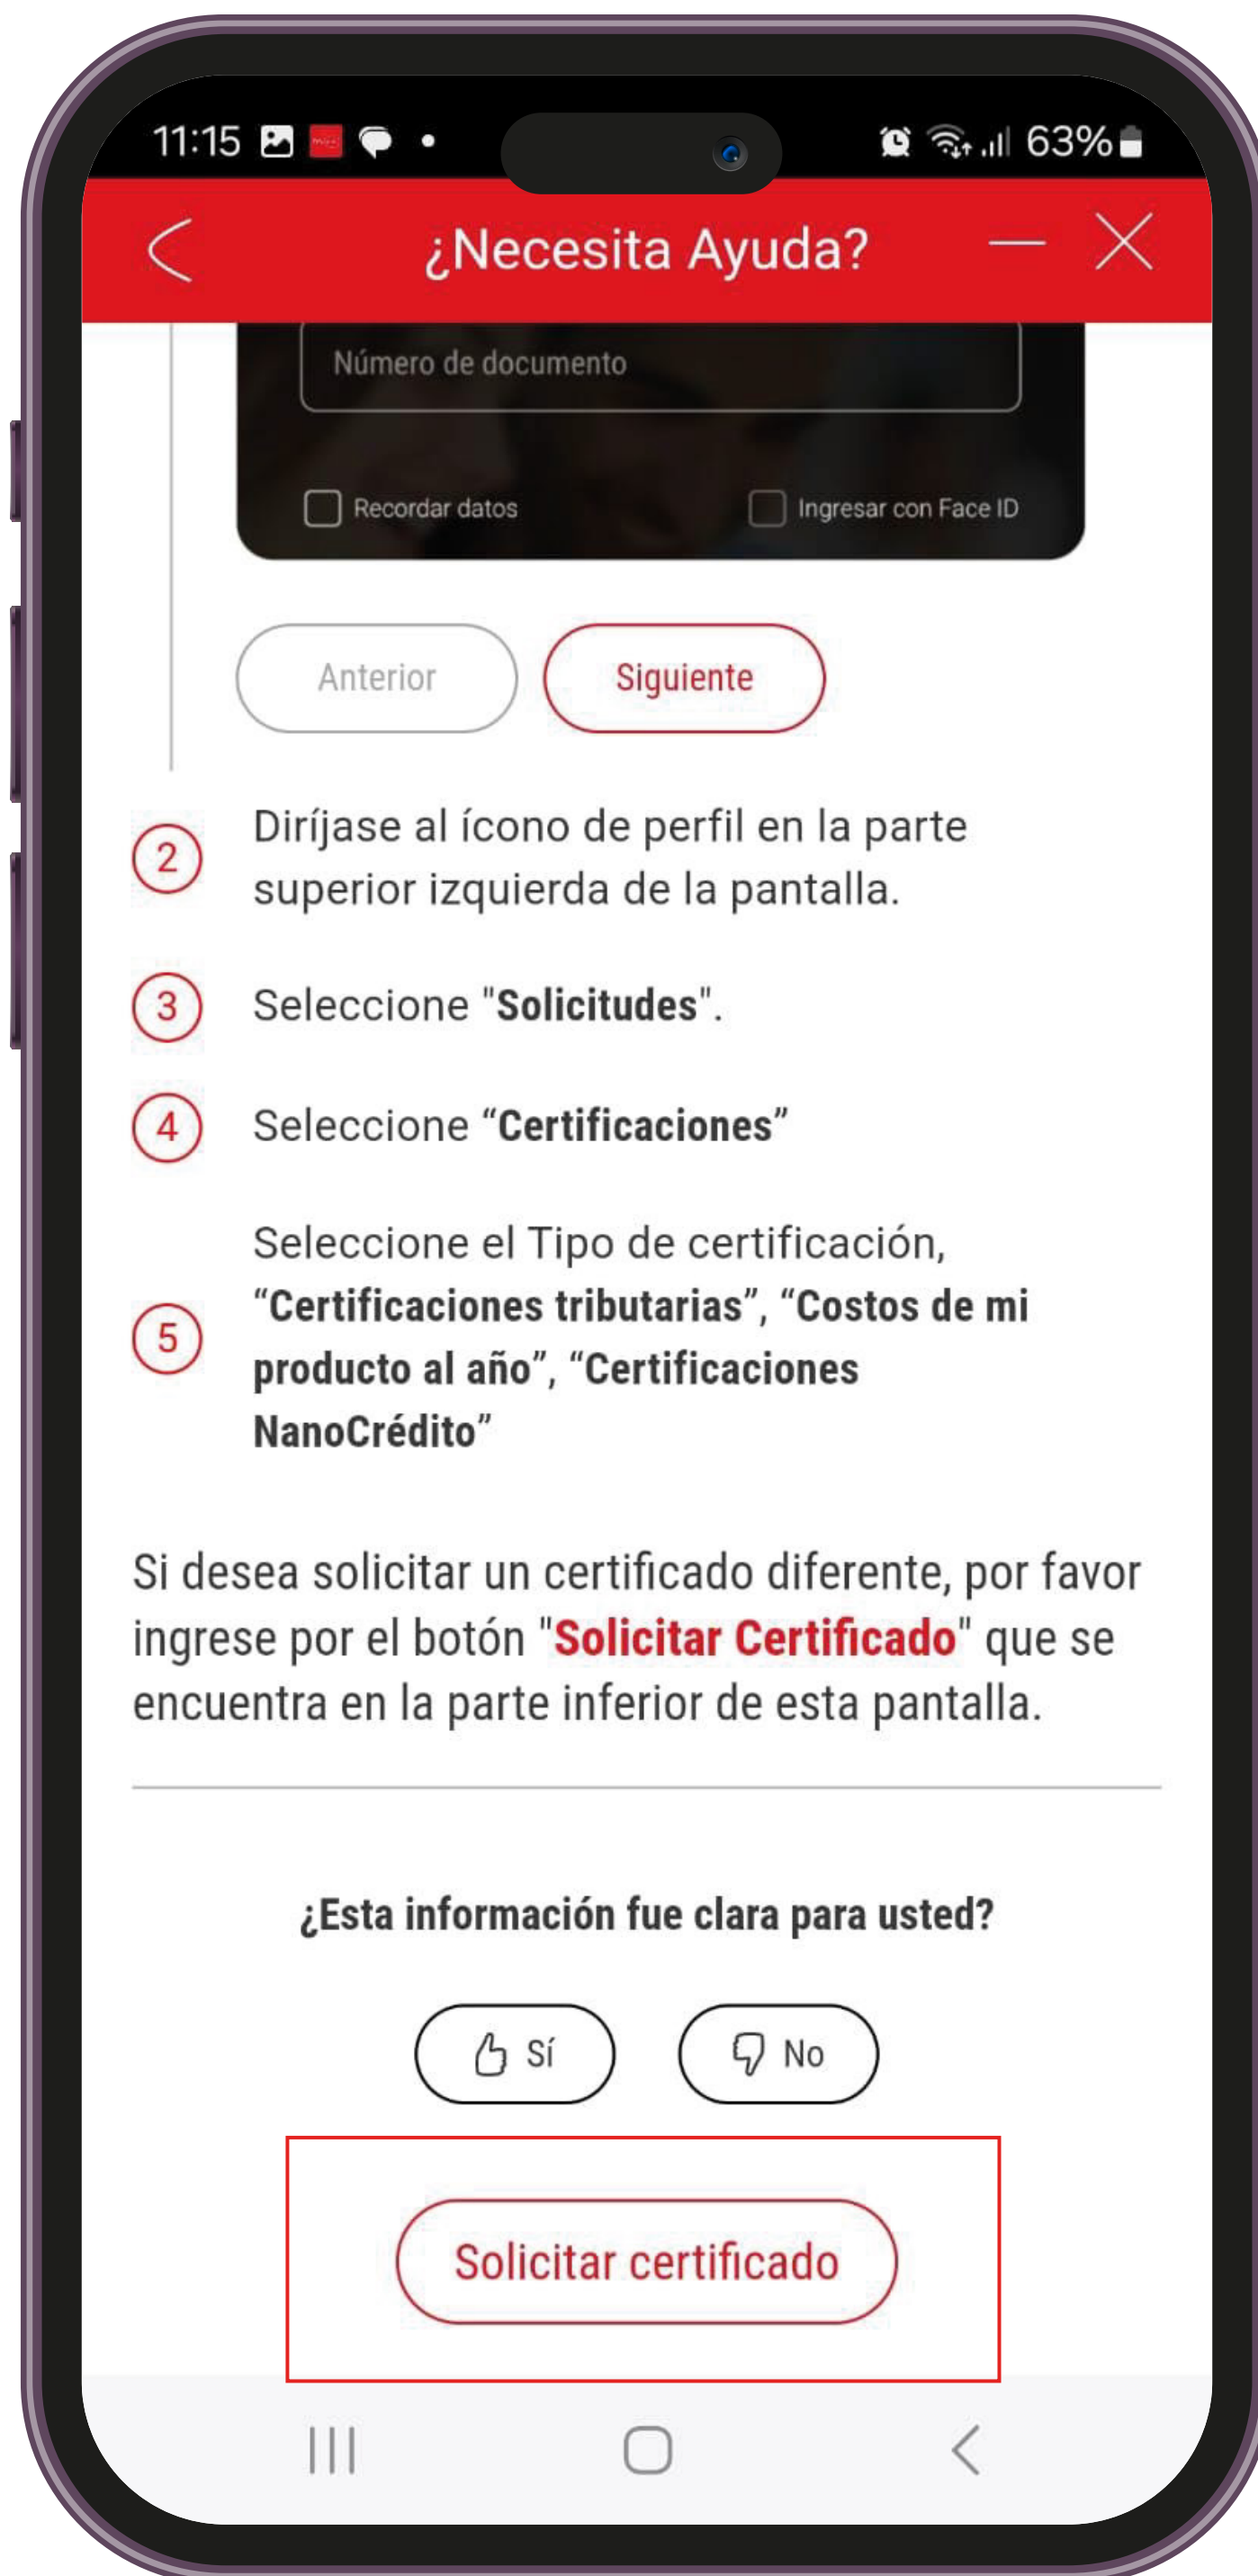 11:15
63%
¿Necesita Ayuda?
Número de documento
Recordar datos
Ingresar con Face ID
Anterior
Siguiente
2
Diríjase al ícono de perfil en la parte
superior izquierda de la pantalla.
3
Seleccione "Solicitudes".
4
Seleccione “Certificaciones”
5
Seleccione el Tipo de certificación,
“Certificaciones tributarias”, “Costos de mi
producto al año”, “Certificaciones
NanoCrédito”
Si desea solicitar un certificado diferente, por favor
ingrese por el botón "Solicitar Certificado" que se
encuentra en la parte inferior de esta pantalla.
¿Esta información fue clara para usted?
Sí
No
Solicitar certificado